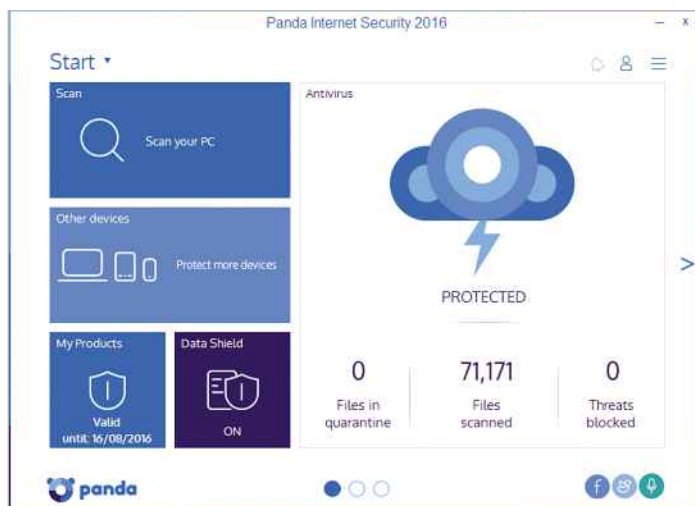 Panda Internet Security 2016
Start
Scan
Scan your PC
Other devices
Protect more devices
My Products
Valid
until: 16/08/2016
Data Shield
ON
Antivirus
PROTECTED
0
Files in
quarantine
71,171
Files
scanned
0
Threats
blocked
panda